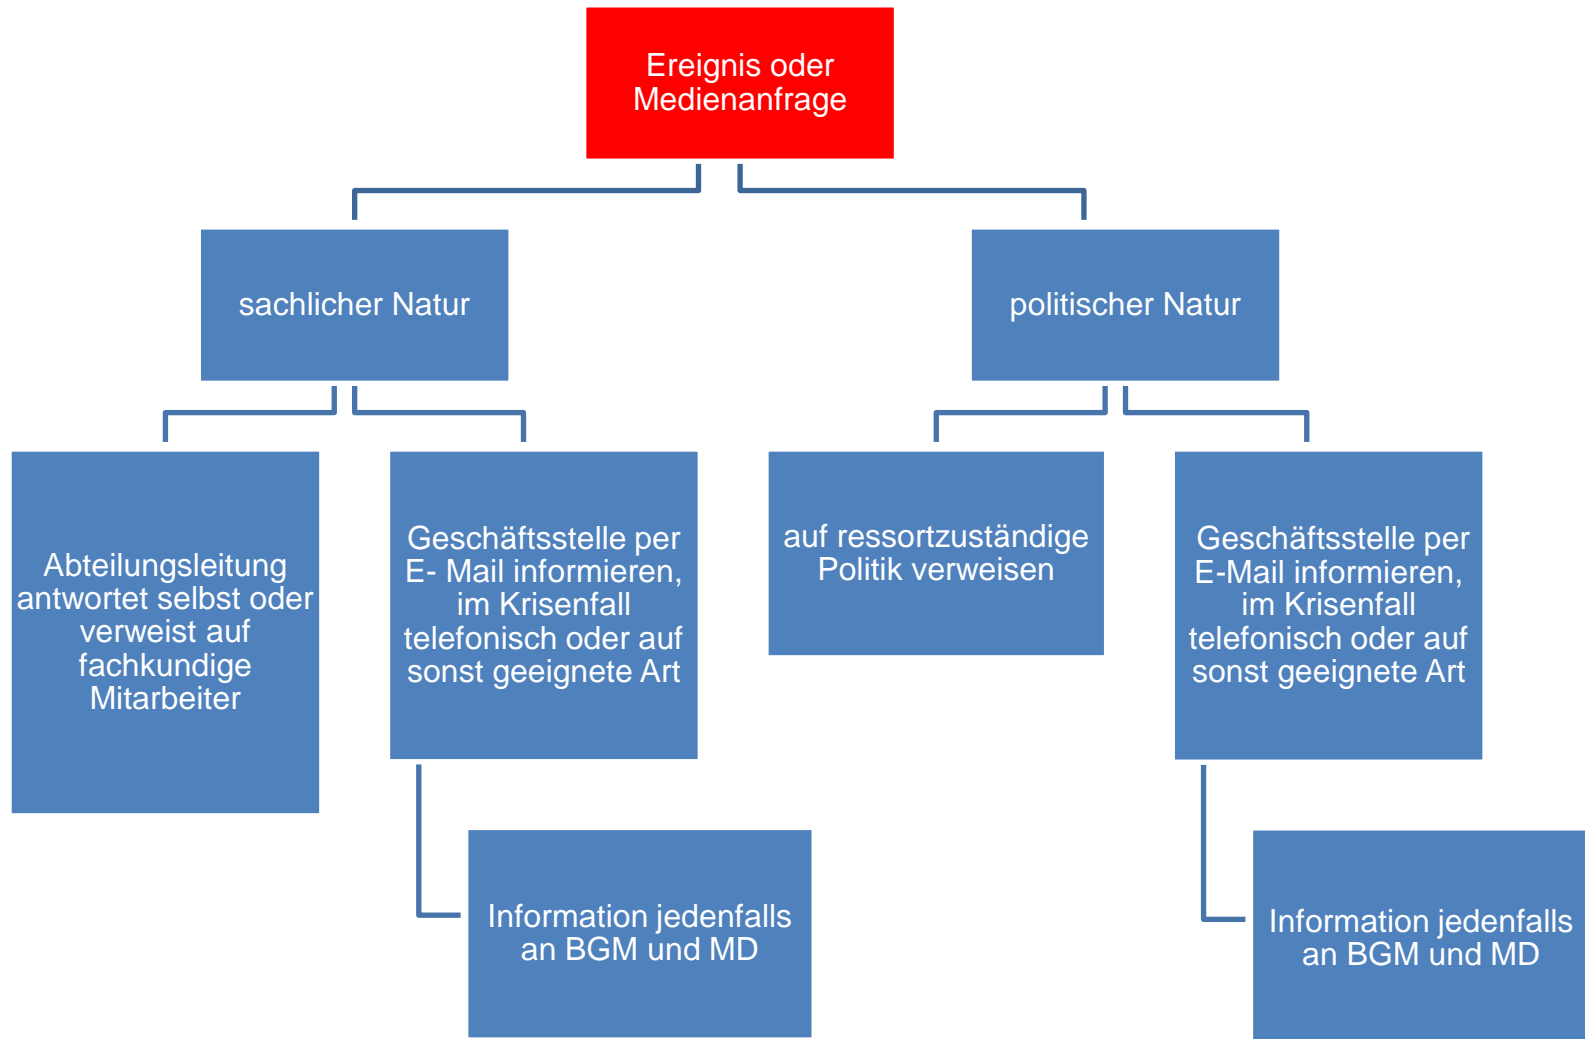 Ereignis oder
Medienanfrage
sachlicher Natur
politischer Natur
Abteilungsleitung
antwortet selbst oder
verweist auf
fachkundige
Mitarbeiter
Geschäftsstelle per
E- Mail informieren,
im Krisenfall
telefonisch oder auf
sonst geeignete Art
auf ressortzuständige
Politik verweisen
Geschäftsstelle per
E-Mail informieren,
im Krisenfall
telefonisch oder auf
sonst geeignete Art
Information jedenfalls
an BGM und MD
Information jedenfalls
an BGM und MD